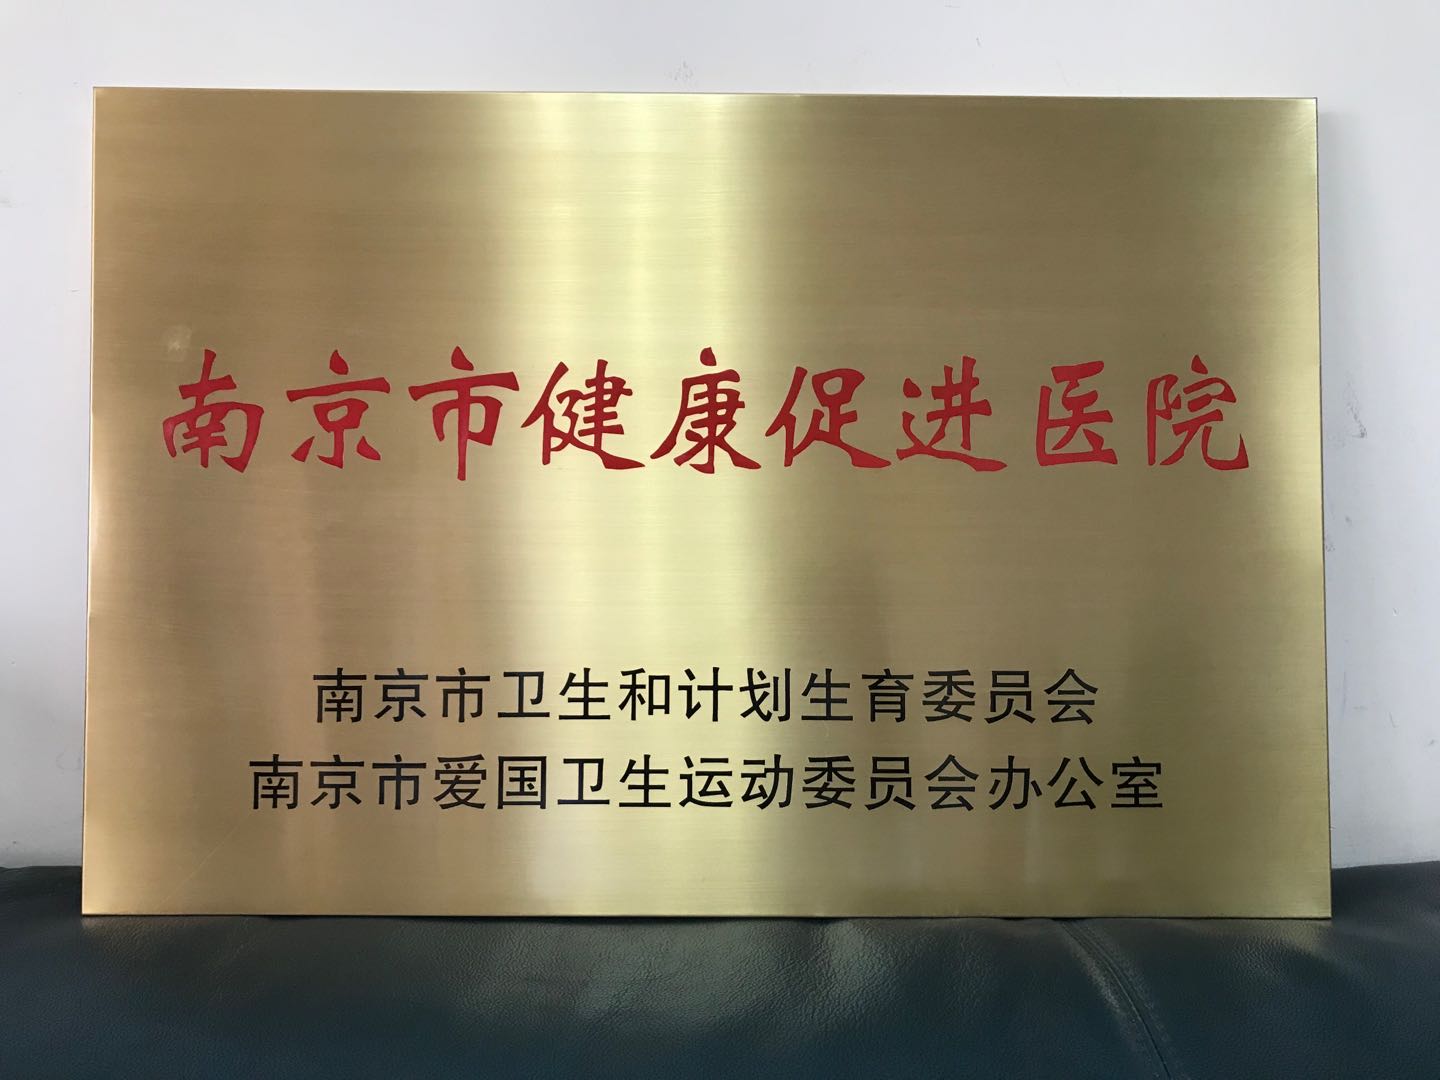 南京市健康促进医院
南京市卫生和计划生育委员会
南京市爱国卫生运动委员会办公室